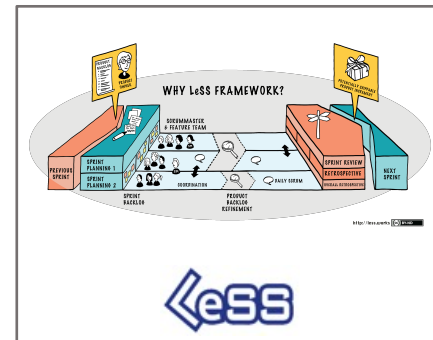 PRODUCT
BACKLOG
PRODUCT
OWNER
WHY LeSS FRAMEWORK?
POTENTIALLY SHIPPABLE
PRODUCT INCREMENT
SCRUMMASTER
& FEATURE TEAM
PREVIOUS
SPRINT
SPRINT
PLANNING 1
SPRINT
PLANNING 2
SPRINT REVIEW
RETROSPECTIVE
OVERALL RETROSPECTIVE
NEXT
SPRINT
COORDINATION
DAILY SCRUM
SPRINT
BACKLOG
PRODUCT
BACKLOG
REFINEMENT
http://less.works
LeSS